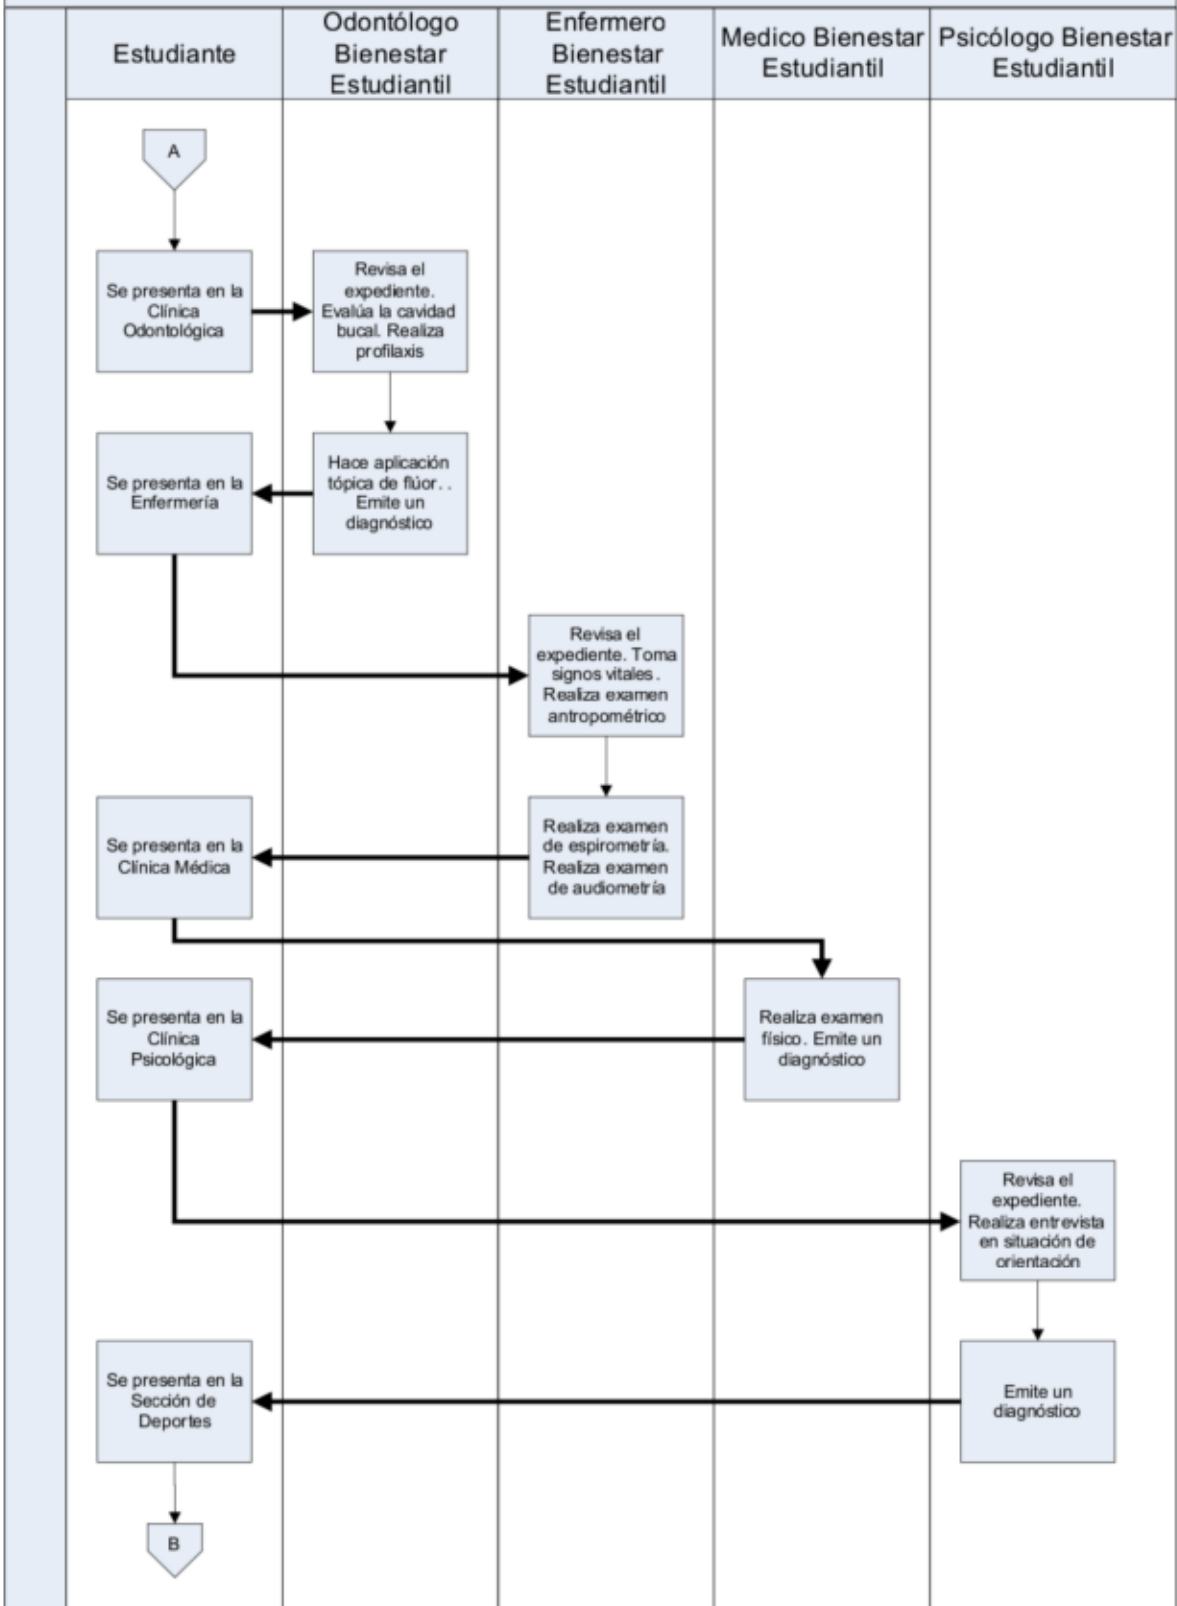 Estudiante
Odontólogo
Bienestar
Estudiantil
Enfermero
Bienestar
Estudiantil
Medico Bienestar
Estudiantil
Psicólogo Bienestar
Estudiantil
A
Se presenta en la
Clínica
Odontológica
Revisa el
expediente.
Evalúa la cavidad
bucal. Realiza
profilaxis
Se presenta en la
Enfermería
Hace aplicación
tópica de flúor. .
Emite un
diagnóstico
Revisa el
expediente. Toma
signos vitales.
Realiza examen
antropométrico
Se presenta en la
Clínica Médica
Realiza examen
de espirometría.
Realiza examen
de audiometría
Se presenta en la
Clínica
Psicológica
Realiza examen
físico. Emite un
diagnóstico
Revisa el
expediente.
Realiza entrevista
en situación de
orientación
Se presenta en la
Sección de
Deportes
Emite un
diagnóstico
B